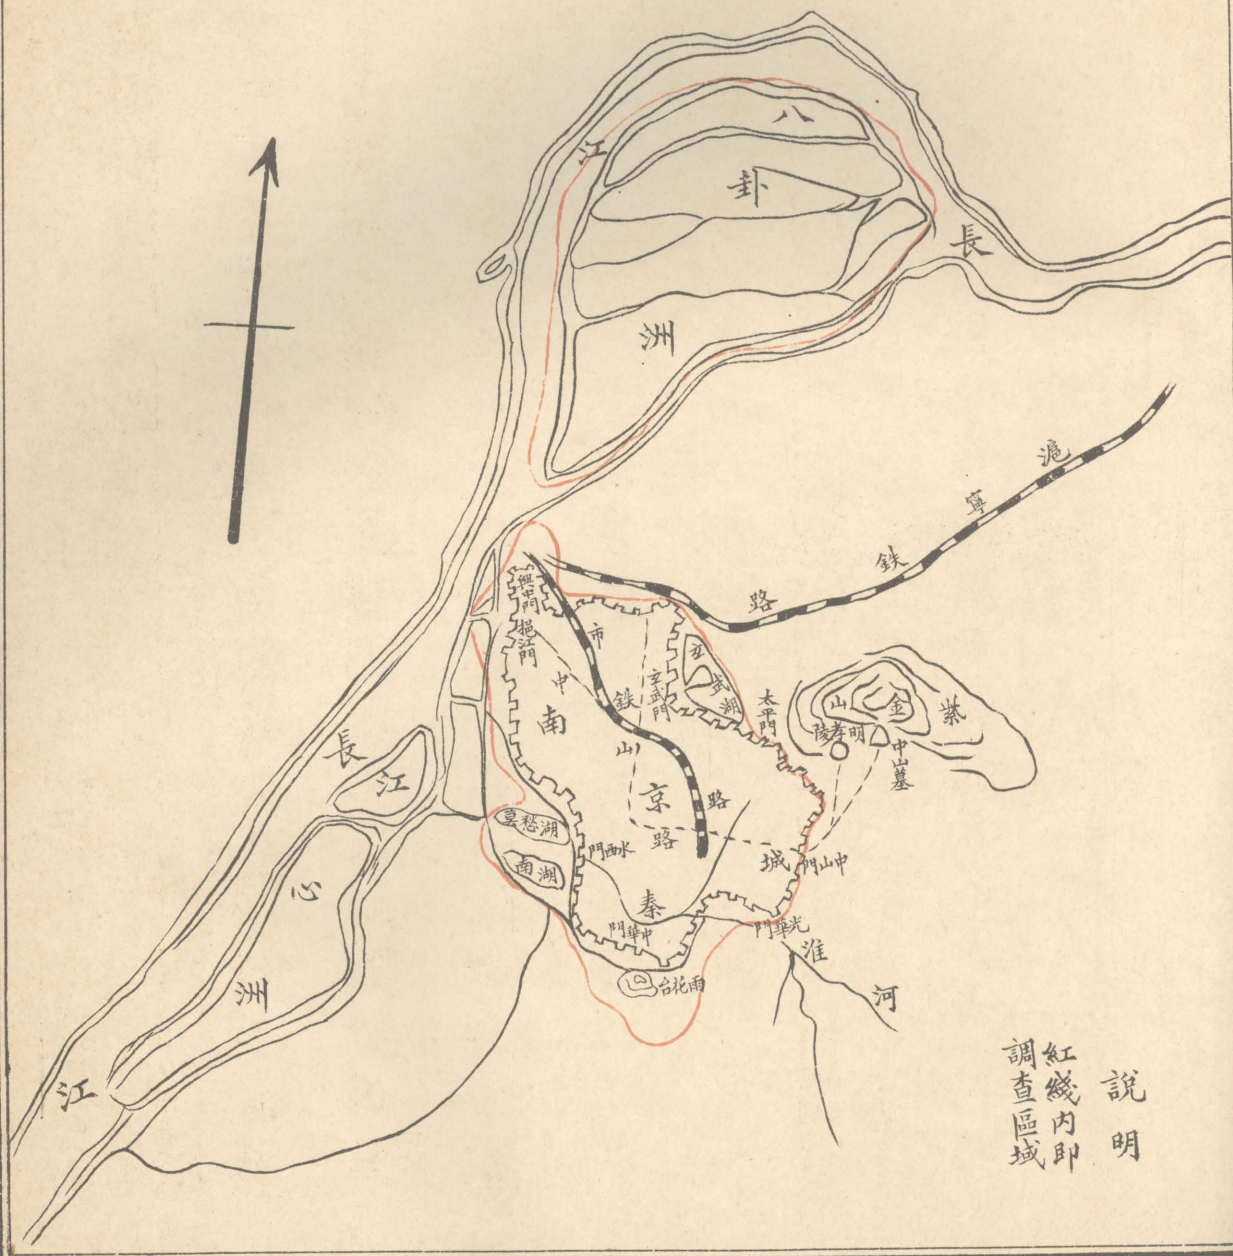 八卦洲
長江
滬寧鉄路
興中門
挹江門
市鉄路
玄武門
玄武湖
太平門
紫金山
明孝陵
中山墓
中山路
南京城
長江
江心洲
莫愁湖
南湖
水西門
中山門
秦淮河
中華門
光華門
雨花台
説明
紅綫内即
調查區域